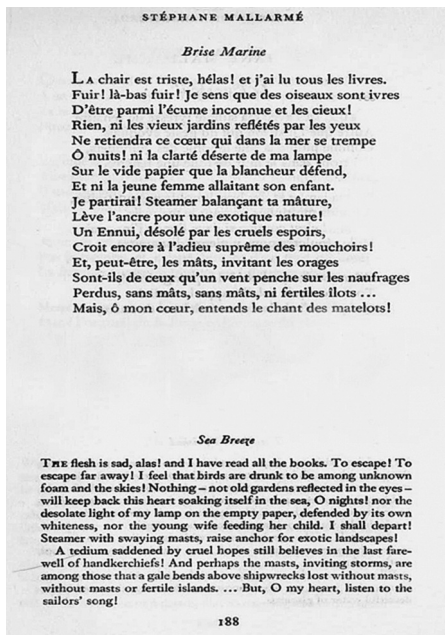 STÉPHANE MALLARMÉ
Brise Marine
LA chair est triste, hélas! et j'ai lu tous les livres.
Fuir! là-bas fuir! Je sens que des oiseaux sont ivres
D'être parmi l'écume inconnue et les cieux!
Rien, ni les vieux jardins reflétés par les yeux
Ne retiendra ce cœur qui dans la mer se trempe
Ô nuits! ni la clarté déserte de ma lampe
Sur le vide papier que la blancheur défend,
Et ni la jeune femme allaitant son enfant.
Je partirai! Steamer balançant ta mâture,
Lève l'ancre pour une exotique nature!
Un Ennui, désolé par les cruels espoirs,
Croit encore à l'adieu suprême des mouchoirs!
Et, peut-être, les mâts, invitant les orages
Sont-ils de ceux qu'un vent penche sur les naufrages
Perdus, sans mâts, sans mâts, ni fertiles îlots ...
Mais, ô mon cœur, entends le chant des matelots!
Sea Breeze
THE flesh is sad, alas! and I have read all the books. To escape! To
escape far away! I feel that birds are drunk to be among unknown
foam and the skies! Nothing – not old gardens reflected in the eyes –
will keep back this heart soaking itself in the sea, O nights! nor the
desolate light of my lamp on the empty paper, defended by its own
whiteness, nor the young wife feeding her child. I shall depart!
Steamer with swaying masts, raise anchor for exotic landscapes!
A tedium saddened by cruel hopes still believes in the last fare-
well of handkerchiefs! And perhaps the masts, inviting storms, are
among those that a gale bends above shipwrecks lost without masts,
without masts or fertile islands. ... But, O my heart, listen to the
sailors' song!
188